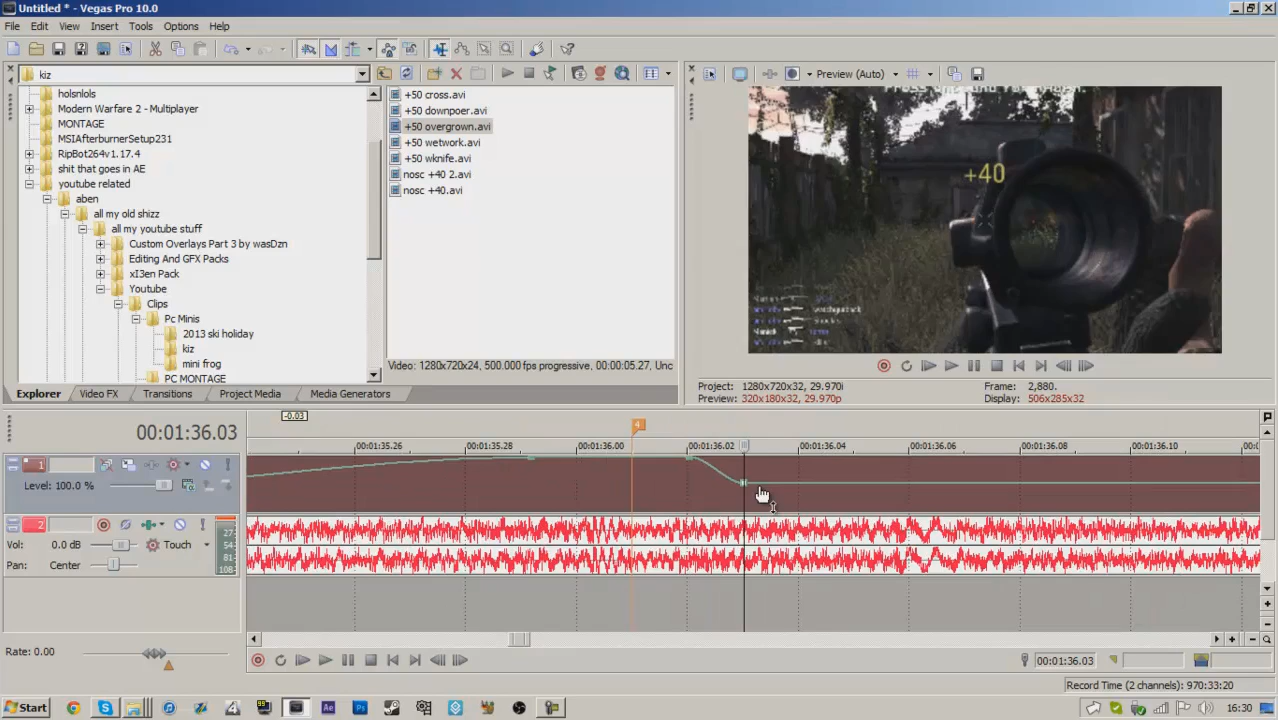 Untitled * - Vegas Pro 10.0
File Edit View Insert Tools Options Help
kiz
holsnlols
Modern Warfare 2 - Multiplayer
MONTAGE
MSIAfterburnerSetup231
RipBot264v1.17.4
shit that goes in AE
youtube related
aben
all my old shizz
all my youtube stuff
Custom Overlays Part 3 by wasDzn
Editing And GFX Packs
xI3en Pack
Youtube
Clips
Pc Minis
2013 ski holiday
kiz
mini frog
PC MONTAGE
+50 cross.avi
+50 downpoer.avi
+50 overgrown.avi
+50 wetwork.avi
+50 wknife.avi
nosc +40 2.avi
nosc +40.avi
Video: 1280x720x24, 500.000 fps progressive, 00:00:05.27, Unc
Explorer Video FX Transitions Project Media Media Generators
Preview (Auto)
+40
Project: 1280x720x32, 29.970i
Preview: 320x180x32, 29.970p
Frame: 2,880.
Display: 506x285x32
-0.03
4
00:01:36.03
00:01:35.26 00:01:35.28 00:01:36.00 00:01:36.02 00:01:36.04 00:01:36.06 00:01:36.08 00:01:36.10
1
Level: 100.0 %
2
Vol: 0.0 dB Touch
Pan: Center
27
54
81
108
Rate: 0.00
00:01:36.03
Record Time (2 channels): 970:33:20
Start
99
Ae
Ps
16:30